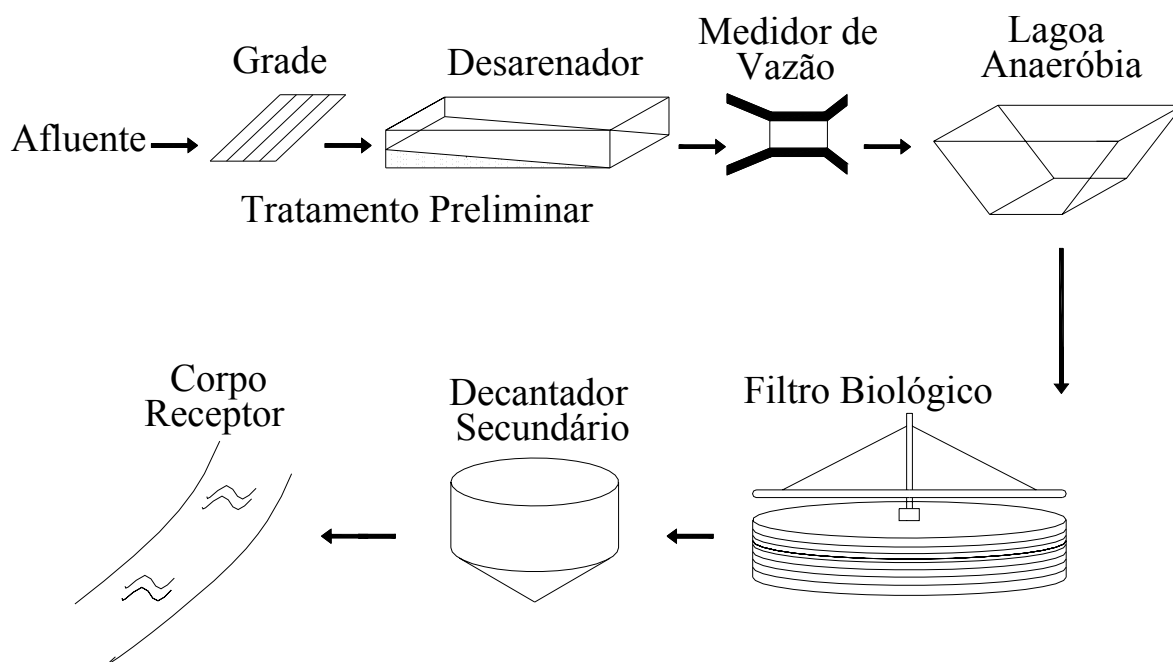 Grade
Desarenador
Medidor de
Vazão
Lagoa
Anaeróbia
Afluente
Tratamento Preliminar
Corpo
Receptor
Decantador
Secundário
Filtro Biológico